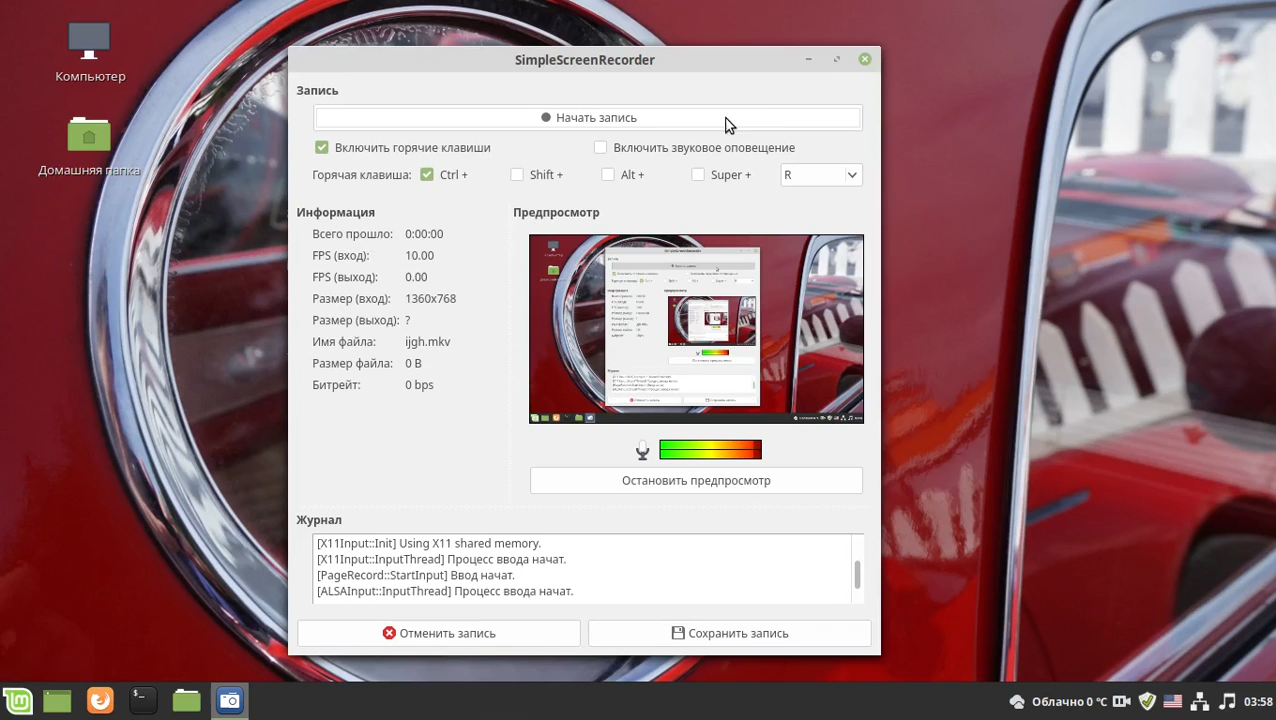 Компьютер
Домашняя папка
SimpleScreenRecorder
Запись
Начать запись
Включить горячие клавиши
Включить звуковое оповещение
Горячая клавиша: Ctrl + Shift + Alt + Super + R
Информация
Всего прошло: 0:00:00
FPS (вход): 10.00
FPS (выход): 0.00
Размер (вход): 1360x768
Размер (выход): ?
Имя файла: ijgh.mkv
Размер файла: 0 B
Битрейт: 0 bps
Предпросмотр
Остановить предпросмотр
Журнал
[X11Input::Init] Using X11 shared memory.
[X11Input::InputThread] Процесс ввода начат.
[PageRecord::StartInput] Ввод начат.
[ALSAInput::InputThread] Процесс ввода начат.
Отменить запись
Сохранить запись
Облачно 0 °C
03:58